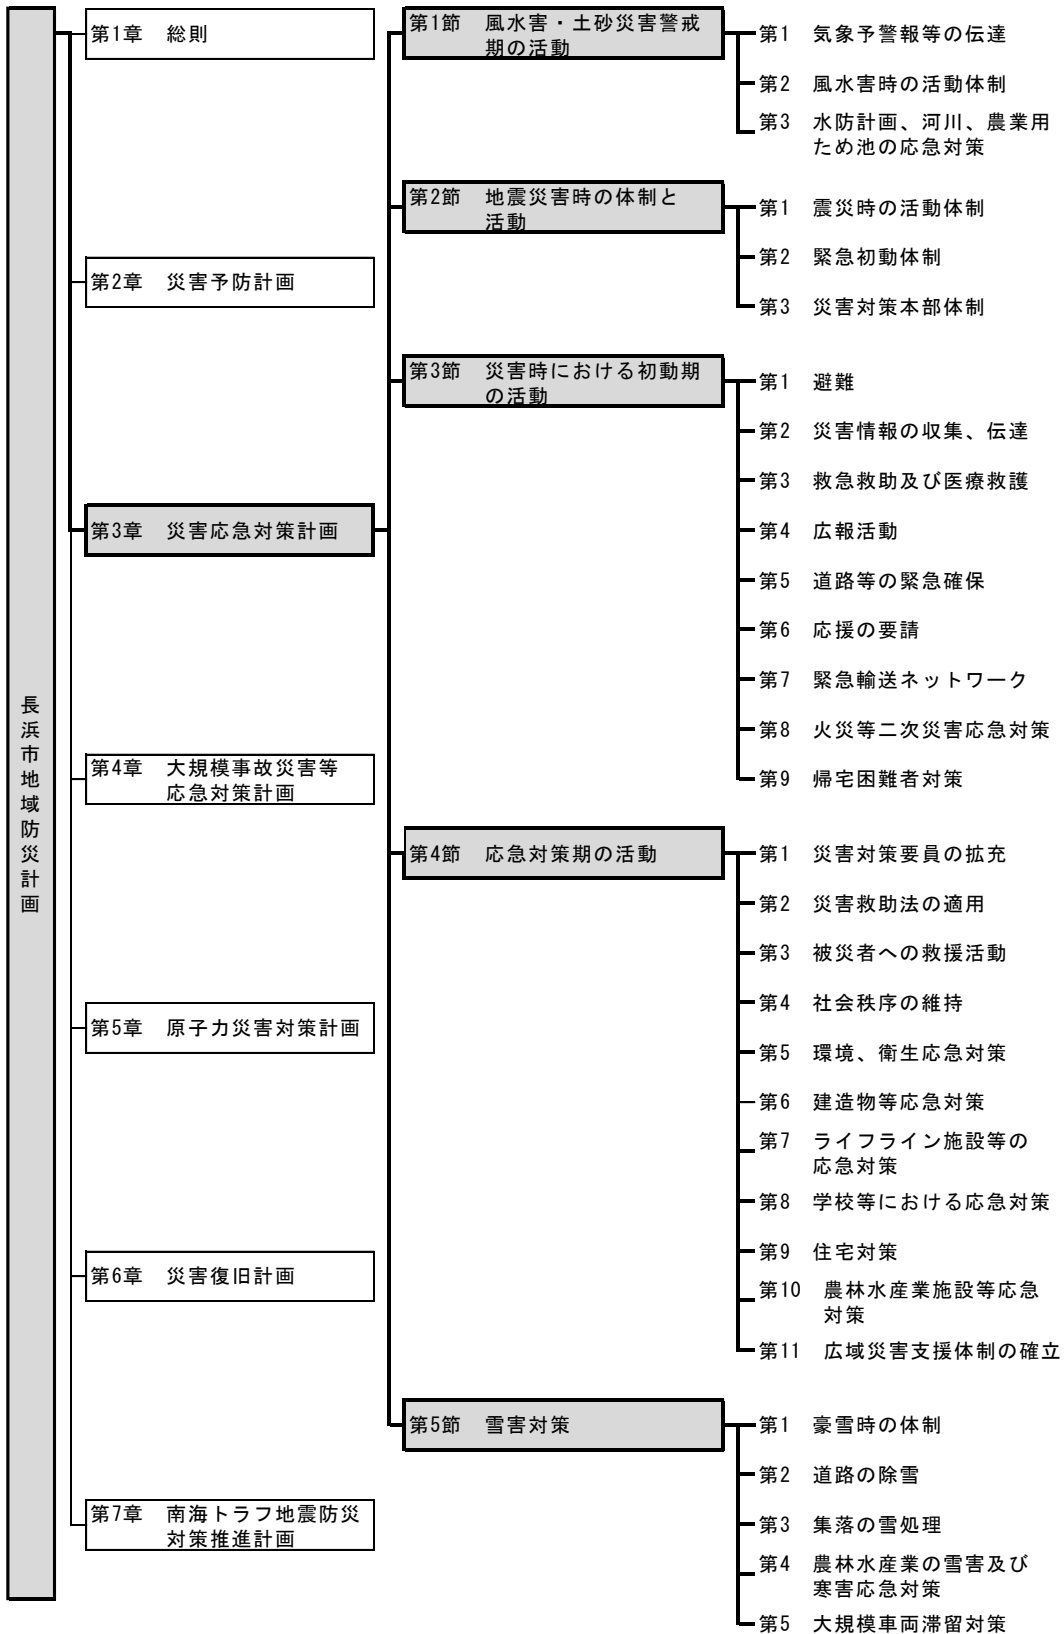 長浜市地域防災計画
第1章　総則
第2章　災害予防計画
第3章　災害応急対策計画
第4章　大規模事故災害等
応急対策計画
第5章　原子力災害対策計画
第6章　災害復旧計画
第7章　南海トラフ地震防災
対策推進計画
第1節　風水害・土砂災害警戒
期の活動
第1　気象予警報等の伝達
第2　風水害時の活動体制
第3　水防計画、河川、農業用
ため池の応急対策
第2節　地震災害時の体制と
活動
第1　震災時の活動体制
第2　緊急初動体制
第3　災害対策本部体制
第3節　災害時における初動期
の活動
第1　避難
第2　災害情報の収集、伝達
第3　救急救助及び医療救護
第4　広報活動
第5　道路等の緊急確保
第6　応援の要請
第7　緊急輸送ネットワーク
第8　火災等二次災害応急対策
第9　帰宅困難者対策
第4節　応急対策期の活動
第1　災害対策要員の拡充
第2　災害救助法の適用
第3　被災者への救援活動
第4　社会秩序の維持
第5　環境、衛生応急対策
第6　建造物等応急対策
第7　ライフライン施設等の
応急対策
第8　学校等における応急対策
第9　住宅対策
第10　農林水産業施設等応急
対策
第11　広域災害支援体制の確立
第5節　雪害対策
第1　豪雪時の体制
第2　道路の除雪
第3　集落の雪処理
第4　農林水産業の雪害及び
寒害応急対策
第5　大規模車両滞留対策